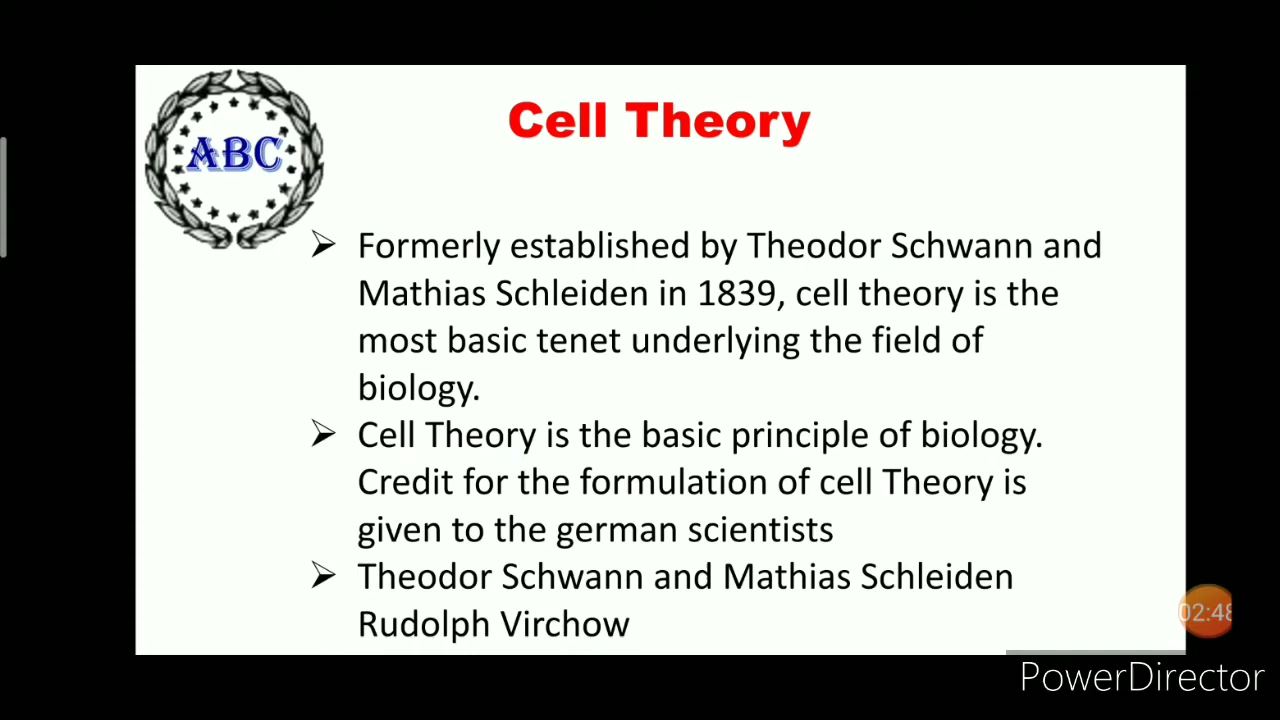 ABC
Cell Theory
Formerly established by Theodor Schwann and
Mathias Schleiden in 1839, cell theory is the
most basic tenet underlying the field of
biology.
Cell Theory is the basic principle of biology.
Credit for the formulation of cell Theory is
given to the german scientists
Theodor Schwann and Mathias Schleiden
Rudolph Virchow
02:48
PowerDirector